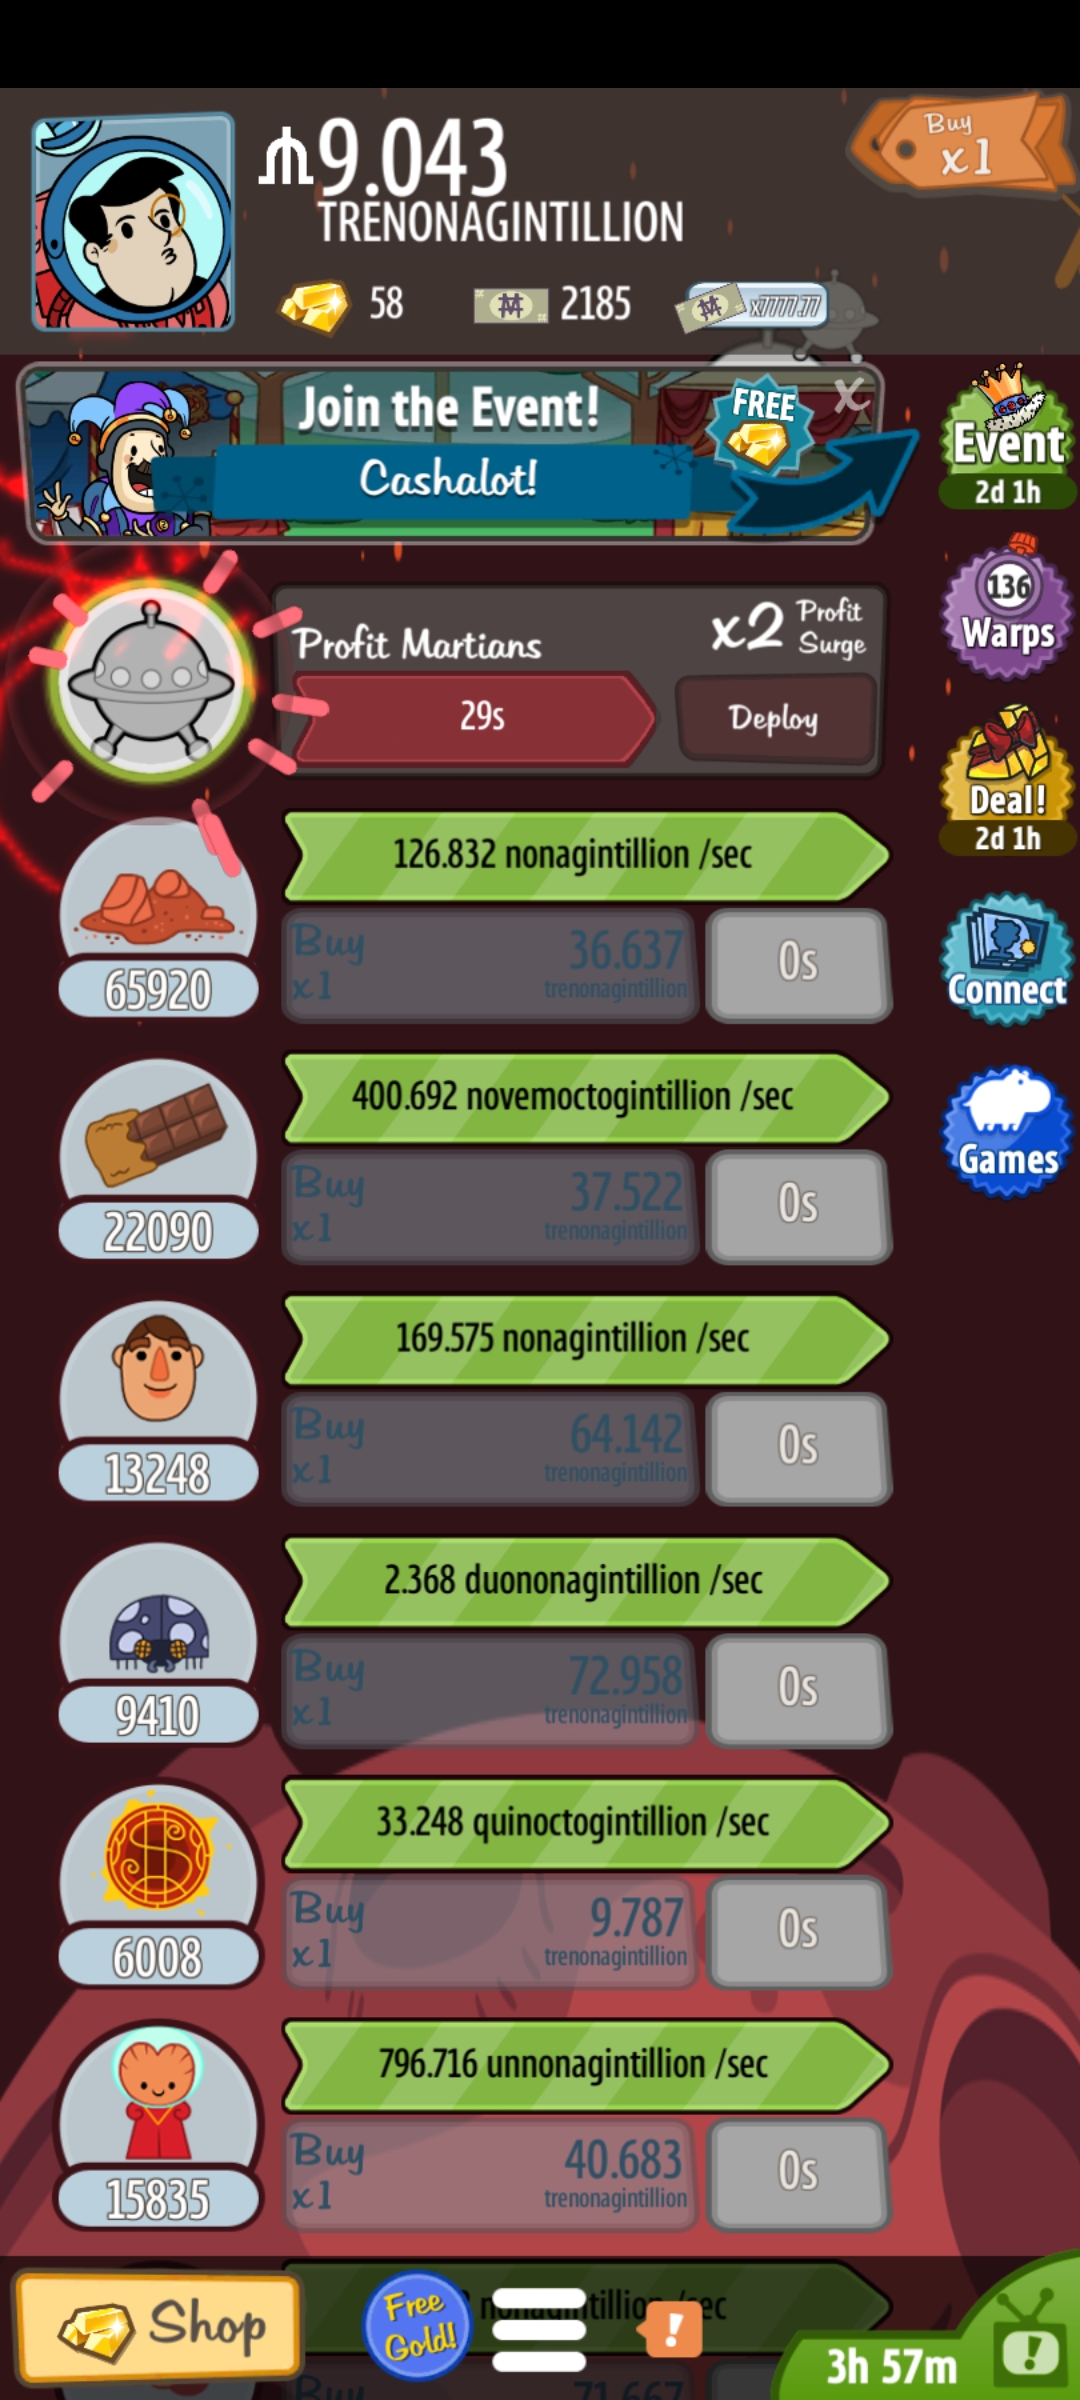 Buy
x1
9.043
TRENONAGINTILLION
58
2185
x7777.77
Join the Event!
FREE
X
Cashalot!
Event
2d 1h
136
Warps
Profit Martians
x2 Profit
Surge
29s
Deploy
Deal!
2d 1h
126.832 nonagintillion /sec
65920
Buy
x1
36.637
trenonagintillion
0s
Connect
400.692 novemoctogintillion /sec
22090
Buy
x1
37.522
trenonagintillion
0s
Games
169.575 nonagintillion /sec
13248
Buy
x1
64.142
trenonagintillion
0s
2.368 duononagintillion /sec
9410
Buy
x1
72.958
trenonagintillion
0s
33.248 quinoctogintillion /sec
6008
Buy
x1
9.787
trenonagintillion
0s
796.716 unnonagintillion /sec
15835
Buy
x1
40.683
trenonagintillion
0s
Shop
Free
Gold!
nonagintillion /sec
!
3h 57m
!
Buy
71.667